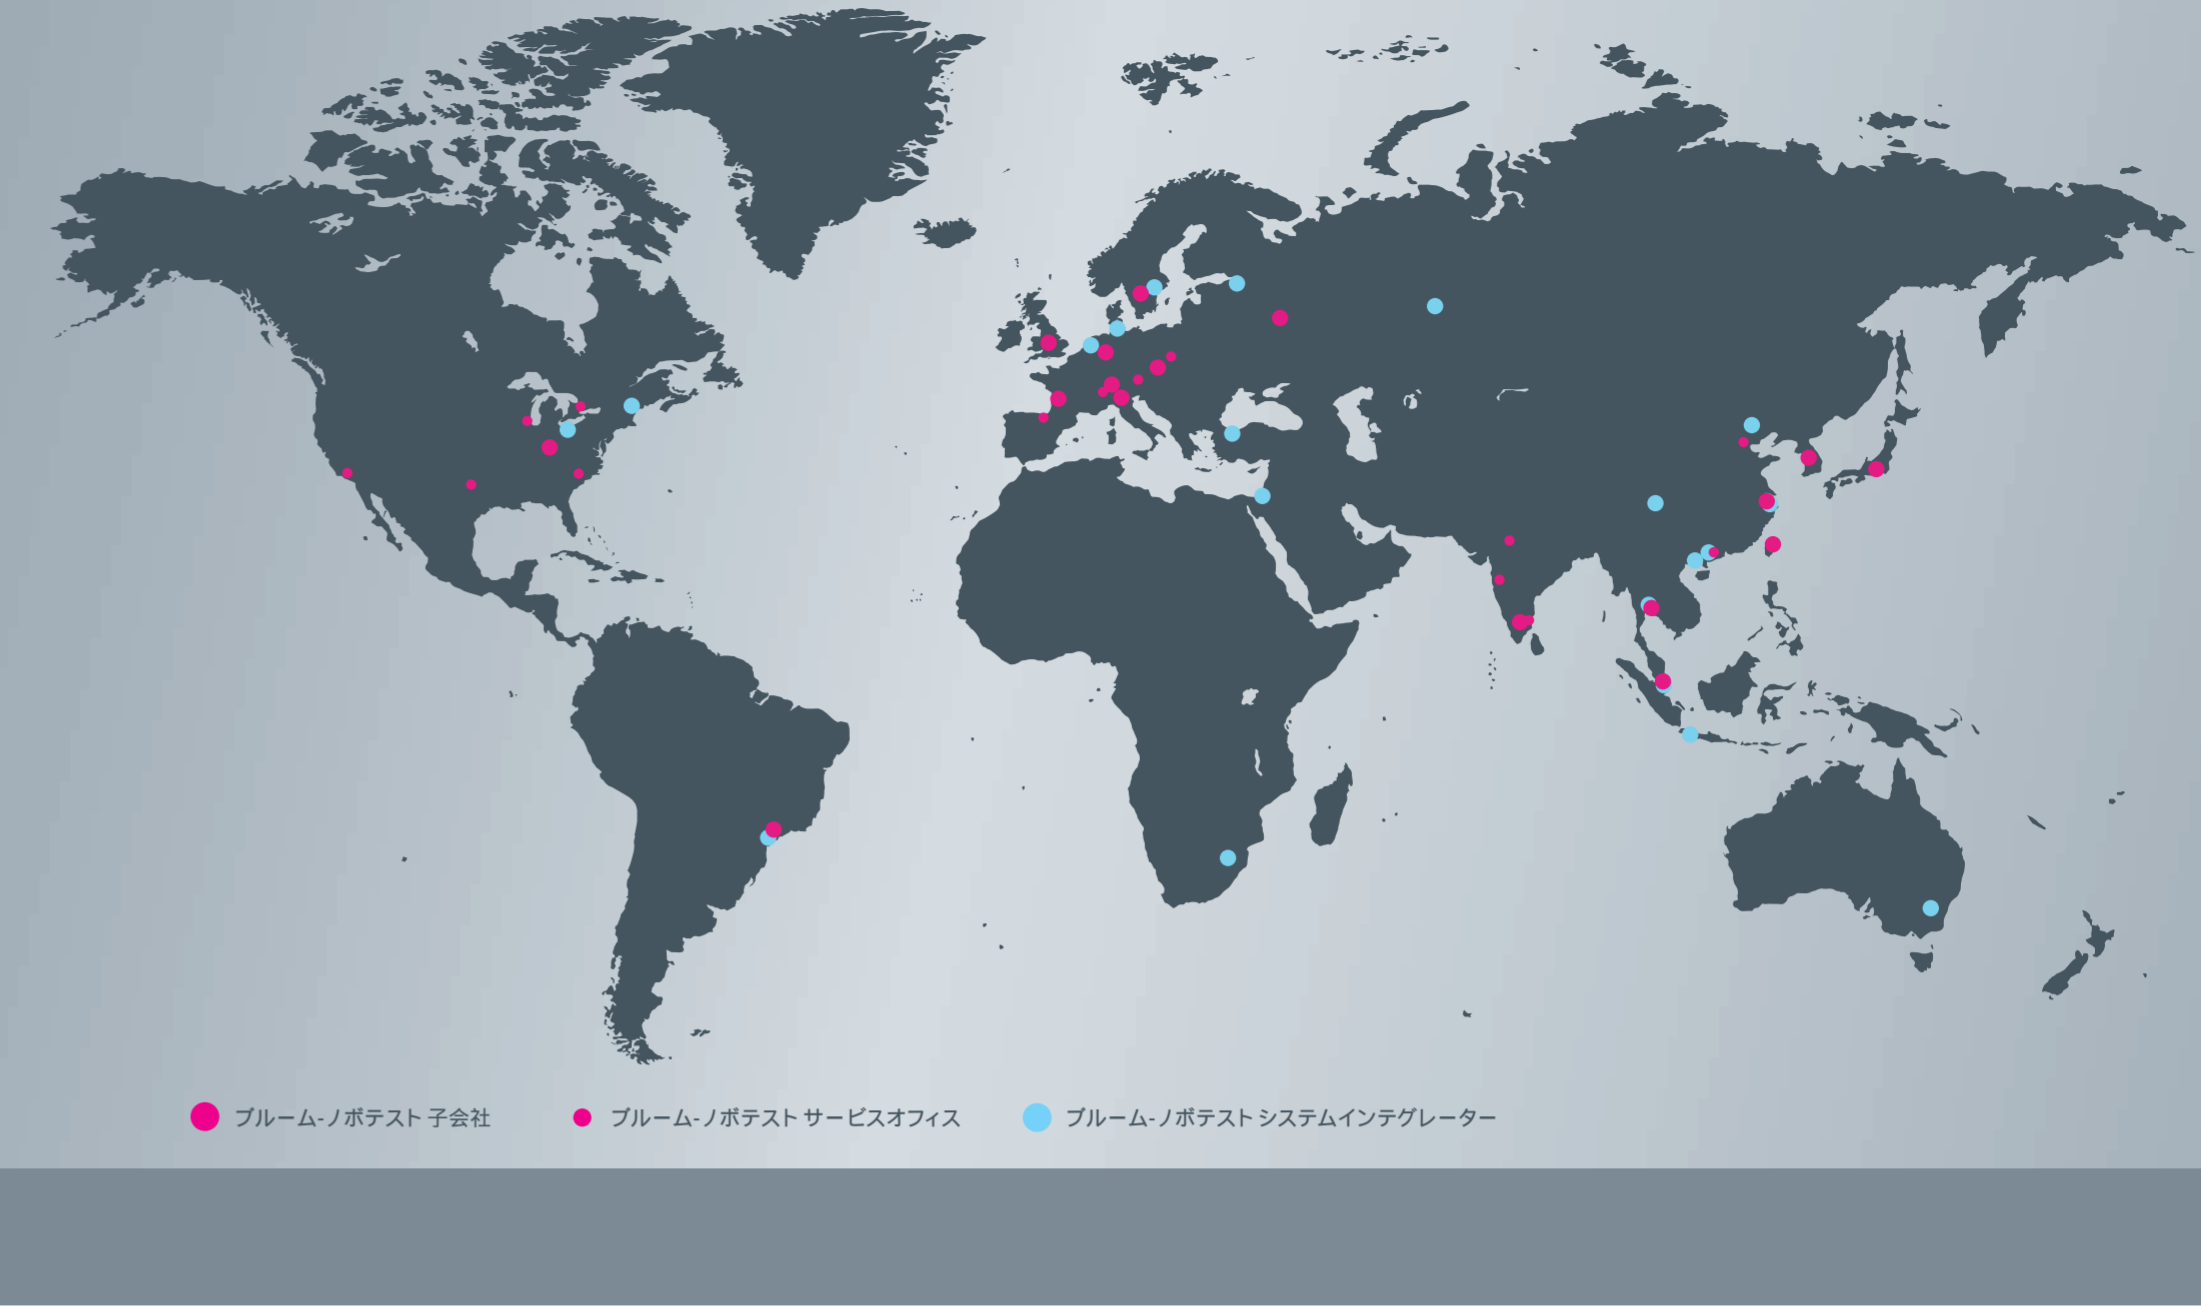 ブルーム-ノボテスト 子会社
ブルーム-ノボテスト サービスオフィス
ブルーム-ノボテスト システムインテグレーター